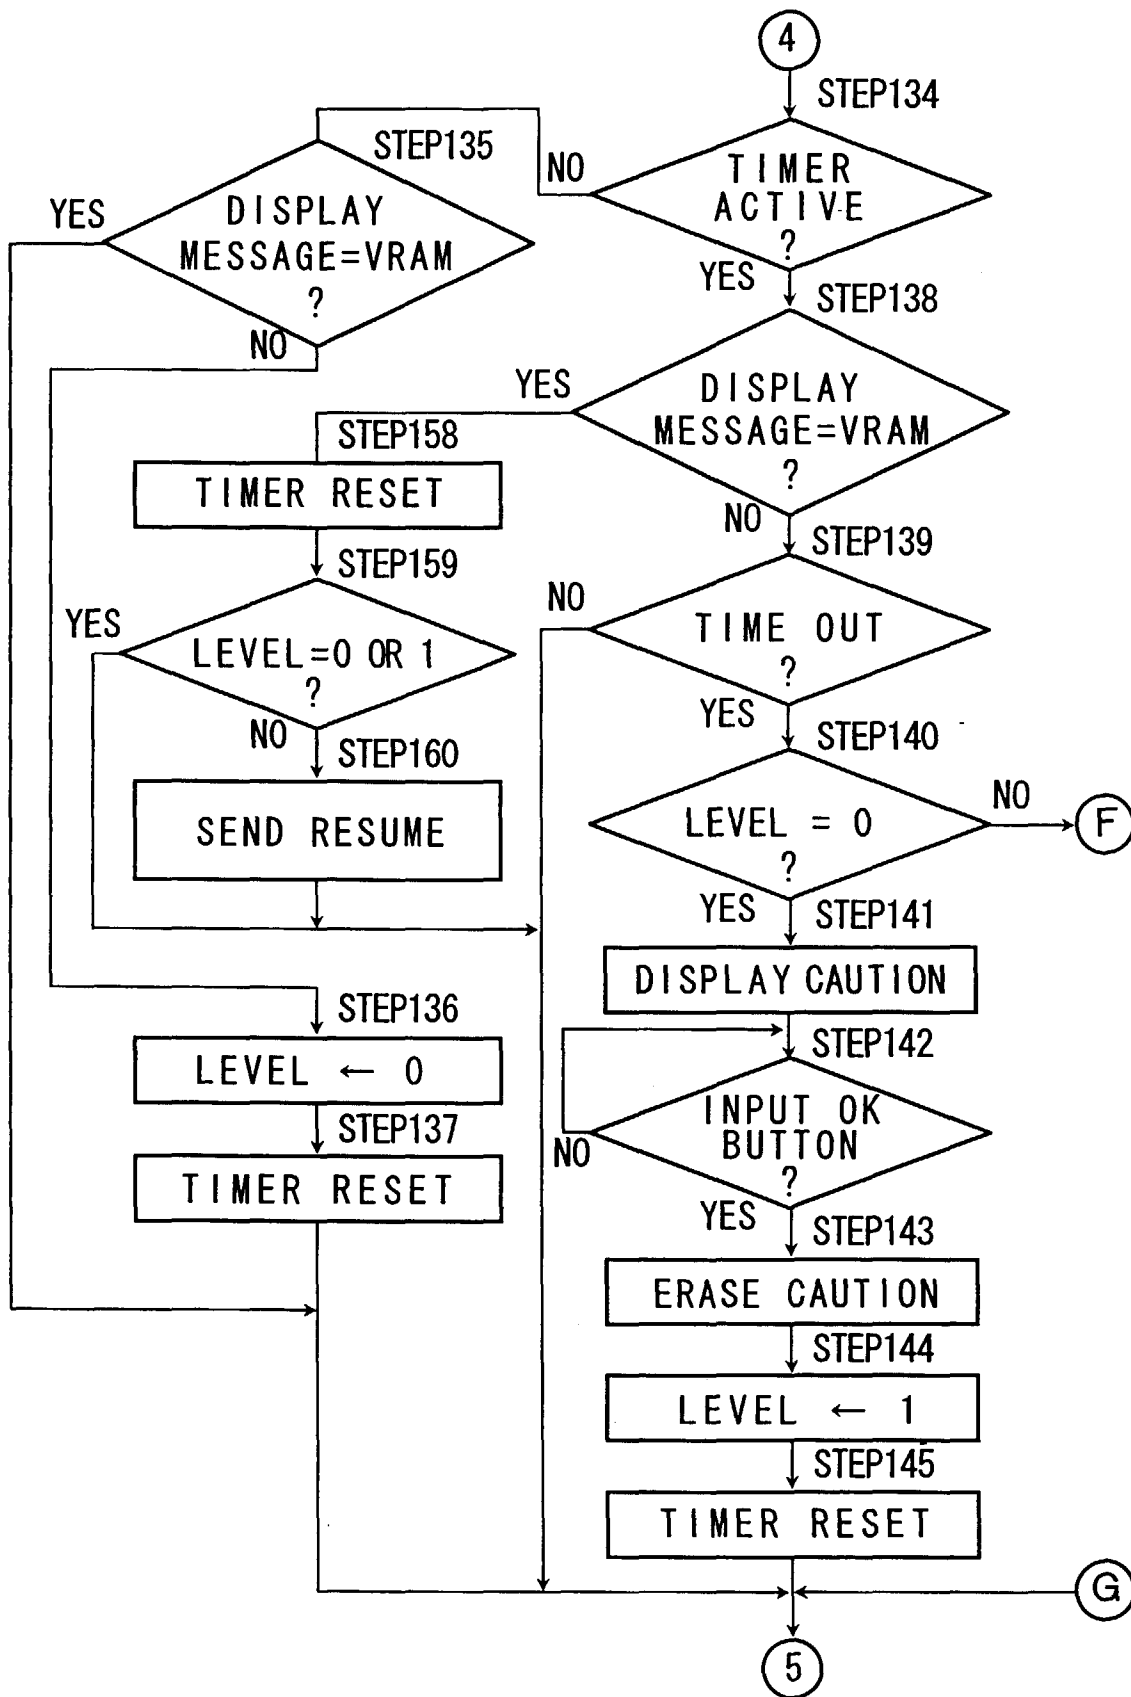 4
STEP134
TIMER
ACTIVE
?
NO
YES
STEP135
DISPLAY
MESSAGE=VRAM
?
YES
NO
STEP138
DISPLAY
MESSAGE=VRAM
?
YES
NO
STEP158
TIMER RESET
STEP159
LEVEL=0 OR 1
?
YES
NO
STEP160
SEND RESUME
STEP139
TIME OUT
?
NO
YES
STEP140
LEVEL = 0
?
NO
F
YES
STEP141
DISPLAY CAUTION
STEP142
INPUT OK
BUTTON
?
NO
YES
STEP136
LEVEL ← 0
STEP137
TIMER RESET
STEP143
ERASE CAUTION
STEP144
LEVEL ← 1
STEP145
TIMER RESET
G
5